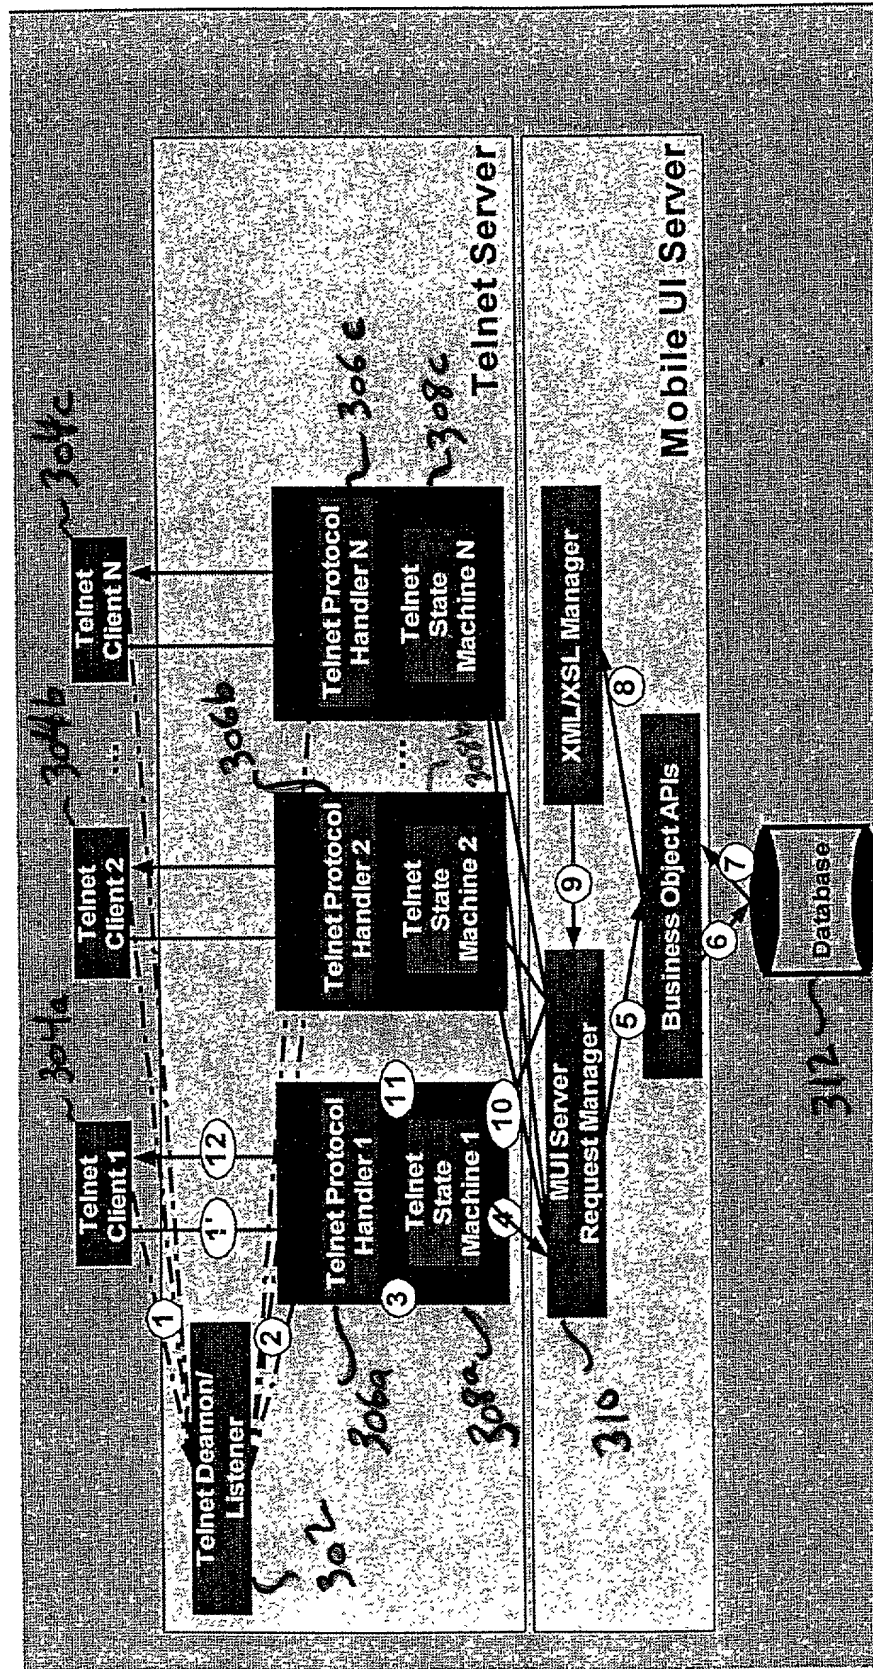 304a
304b
304c
Telnet
Client 1
Telnet
Client 2
...
Telnet
Client N
1
1'
12
Telnet Deamon/
Listener
302
2
306b
Telnet Protocol
Handler 1
Telnet
State
Machine 1
3
11
306a
308a
Telnet Protocol
Handler 2
Telnet
State
Machine 2
...
308b
Telnet Protocol
Handler N
Telnet
State
Machine N
306c
308c
Telnet Server
4
10
MUI Server
Request Manager
310
9
XML/XSL Manager
5
8
Business Object APIs
Mobile UI Server
6
7
Database
312